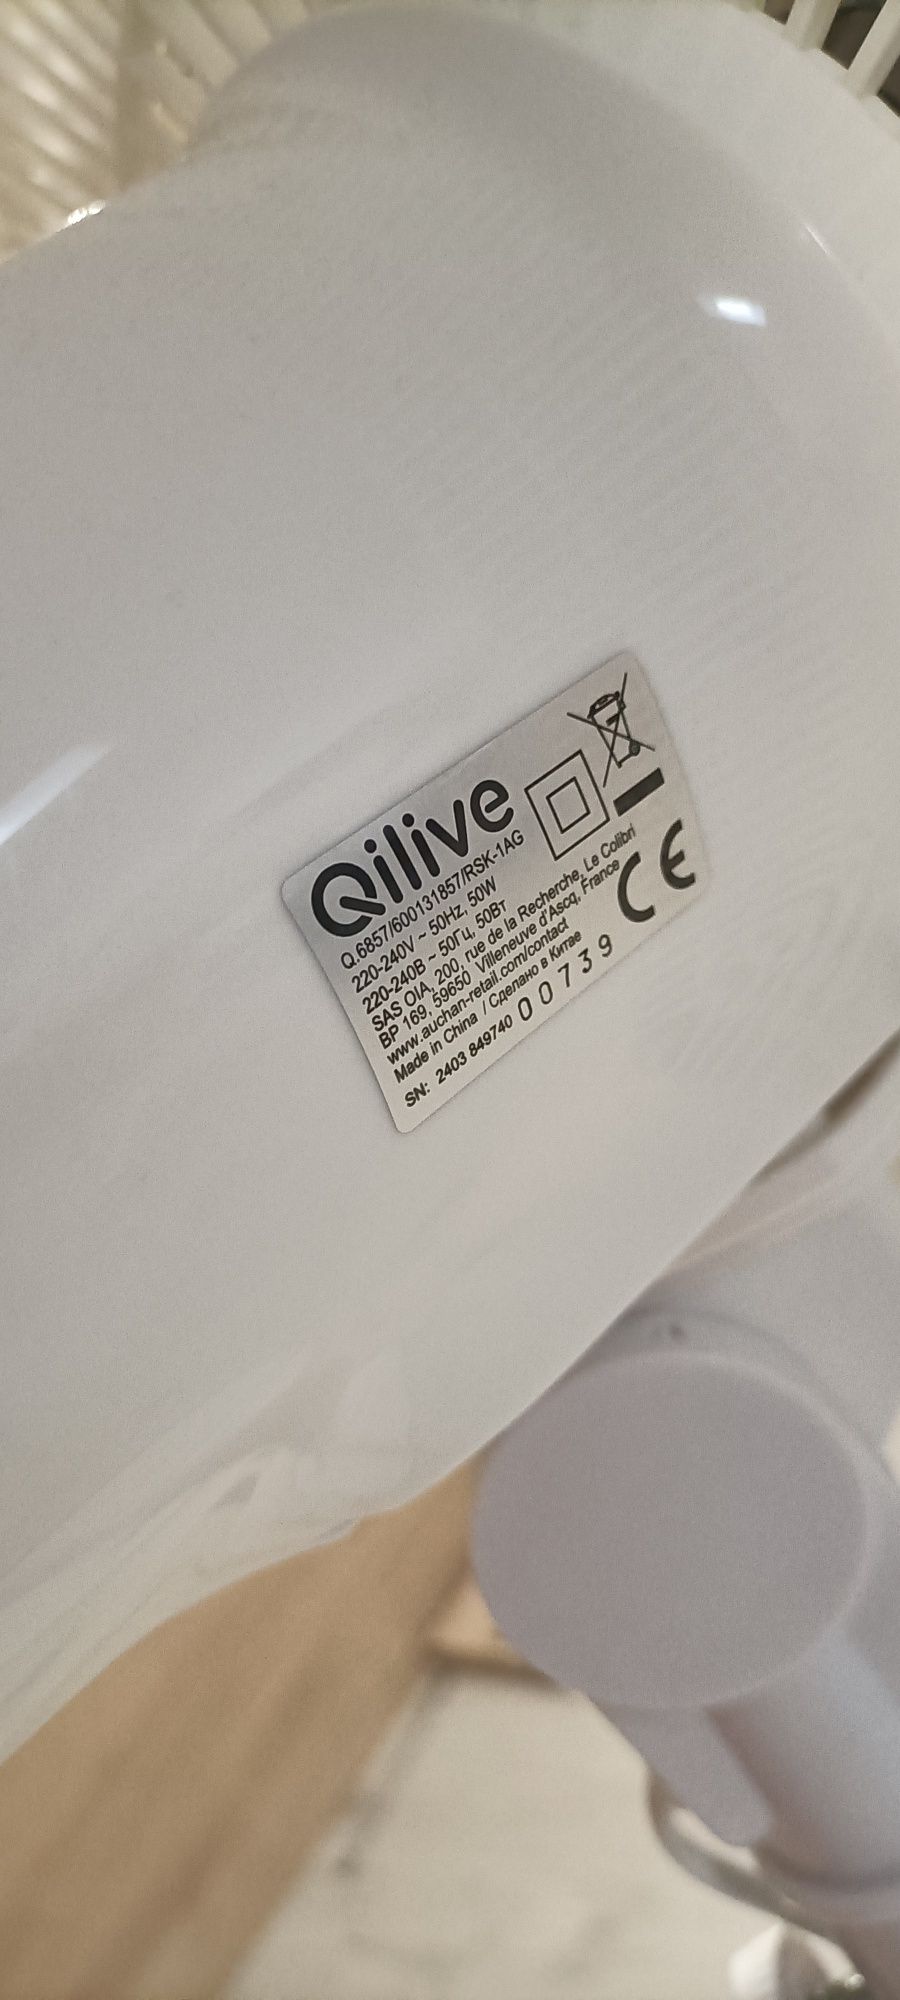 Qilive
Q.6857/600131857/RSK-1AG
220-240V ~ 50Hz, 50W
220-240В ~ 50Гц, 50Вт
SAS OIA, 200, rue de la Recherche, Le Colibri
BP 169, 59650 Villeneuve d'Ascq, France
www.auchan-retail.com/contact
Made in China / Сделано в Китае
SN: 2403 849740 00739
CE